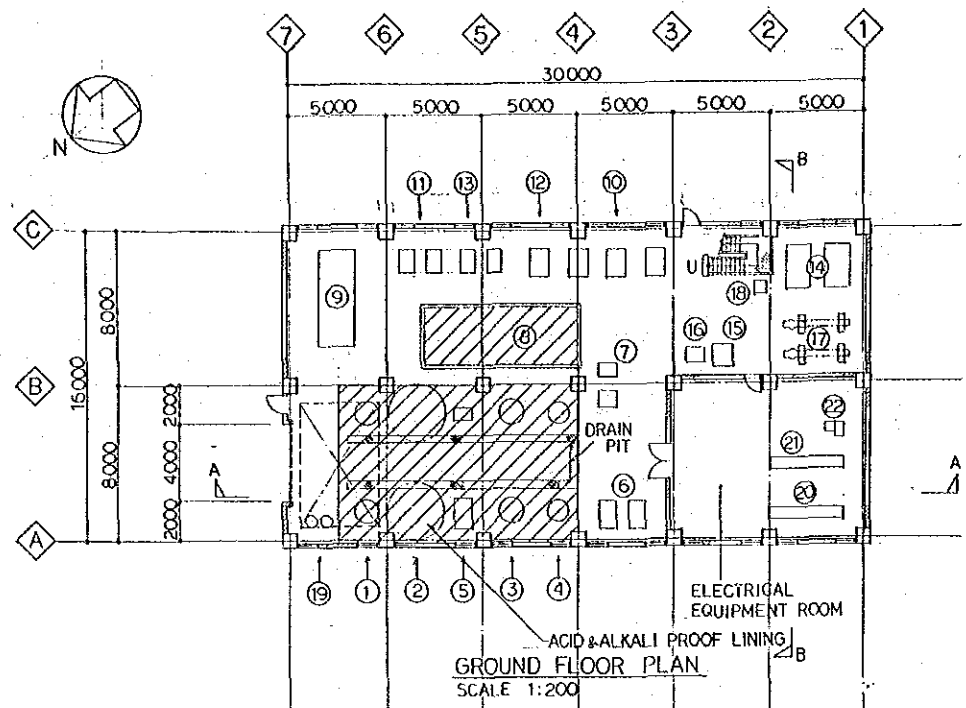 7 6 5 4 3 2 1
30000
5000 5000 5000 5000 5000 5000
N
B
11 13 12 10
C
U
14
9
18
8000
8
16 15
17
7
16000
B
2000
22
DRAIN
PIT
21
8000
4000
A
A
6
20
2000
A
19 1 2 5 3 4
ELECTRICAL
EQUIPMENT ROOM
ACID & ALKALI PROOF LINING
B
GROUND FLOOR PLAN
SCALE 1:200